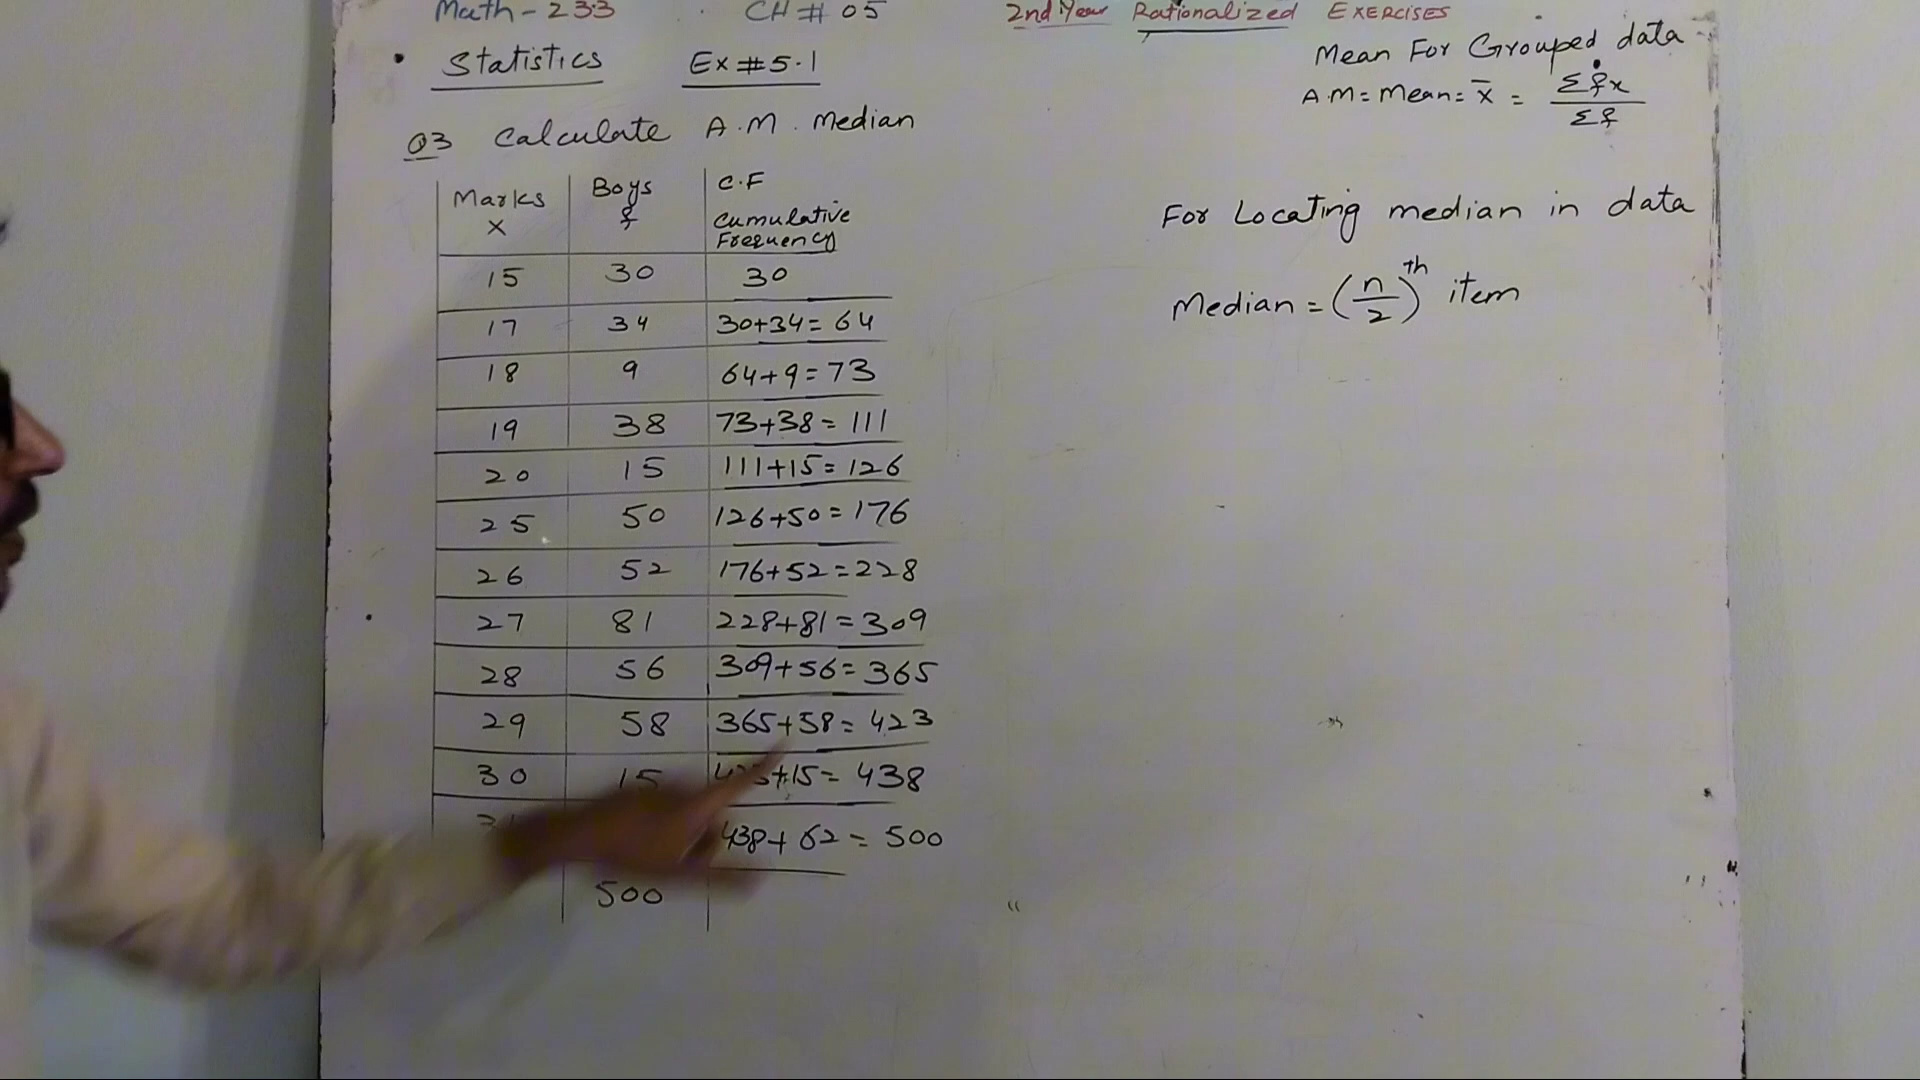 Math-233 CH # 05 2nd Year Rationalized EXERCISES
Statistics Ex # 5.1
Mean For Grouped data
A.M = Mean = x̄ = Σfx / Σf
Q3 Calculate A.M. Median
Marks x | Boys f | C.F Cumulative Frequency
15 | 30 | 30
17 | 34 | 30+34 = 64
18 | 9 | 64+9 = 73
19 | 38 | 73+38 = 111
20 | 15 | 111+15 = 126
25 | 50 | 126+50 = 176
26 | 52 | 176+52 = 228
27 | 81 | 228+81 = 309
28 | 56 | 309+56 = 365
29 | 58 | 365+58 = 423
30 | 15 | +15 = 438
438 + 62 = 500
500
For Locating median in data
Median = (n/2)th item